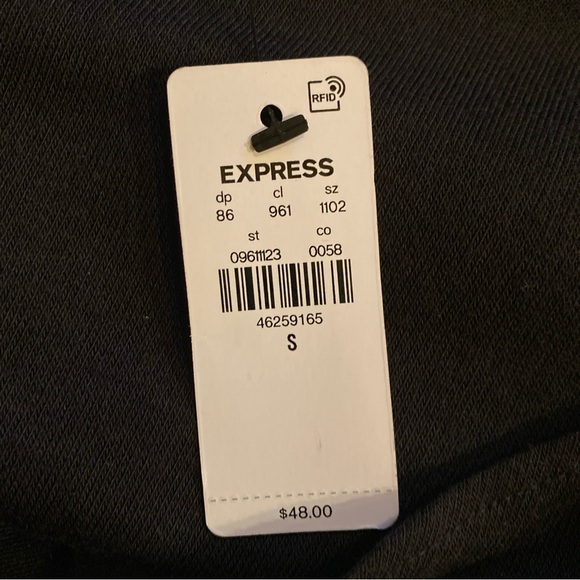 RFID
EXPRESS
dp cl sz
86 961 1102
st co
09611123 0058
46259165
S
$48.00